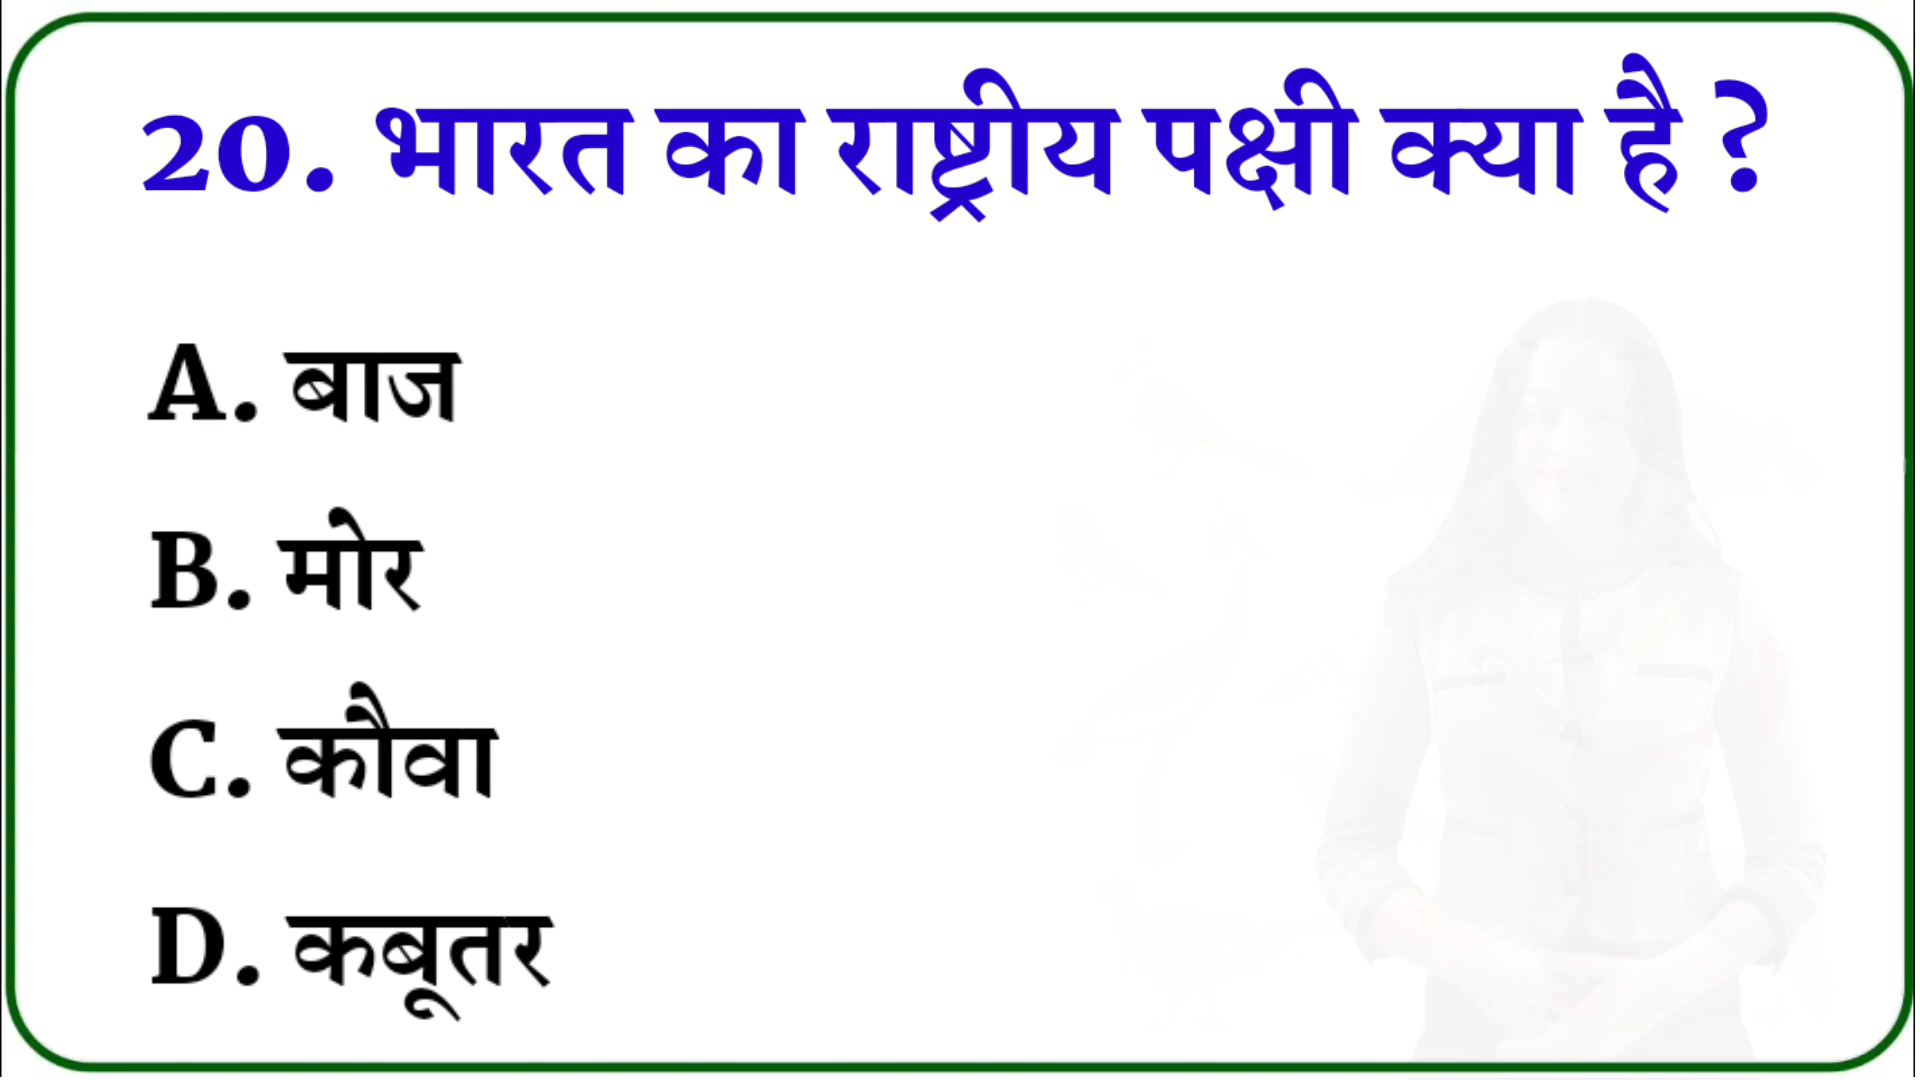 20. भारत का राष्ट्रीय पक्षी क्या है ?
A. बाज
B. मोर
C. कौवा
D. कबूतर